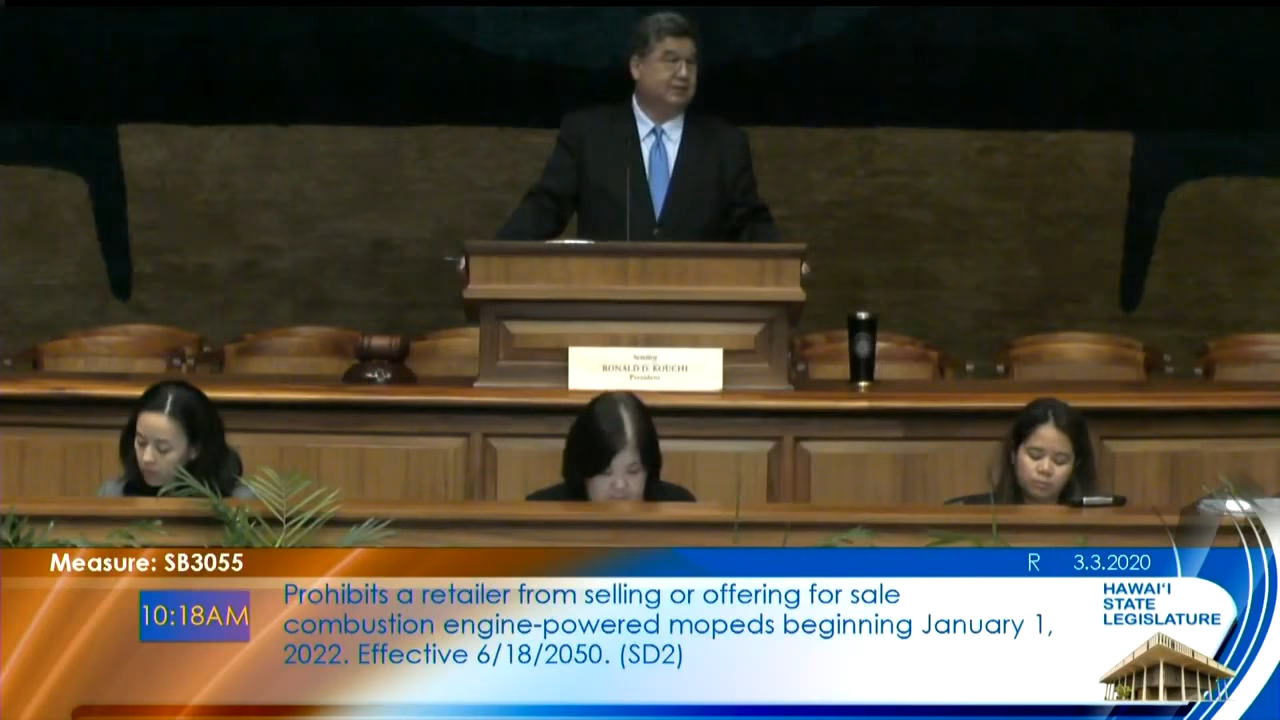 Senator
RONALD D. KOUCHI
President
Measure: SB3055
R 3.3.2020
10:18AM
Prohibits a retailer from selling or offering for sale
combustion engine-powered mopeds beginning January 1,
2022. Effective 6/18/2050. (SD2)
HAWAIʻI
STATE
LEGISLATURE